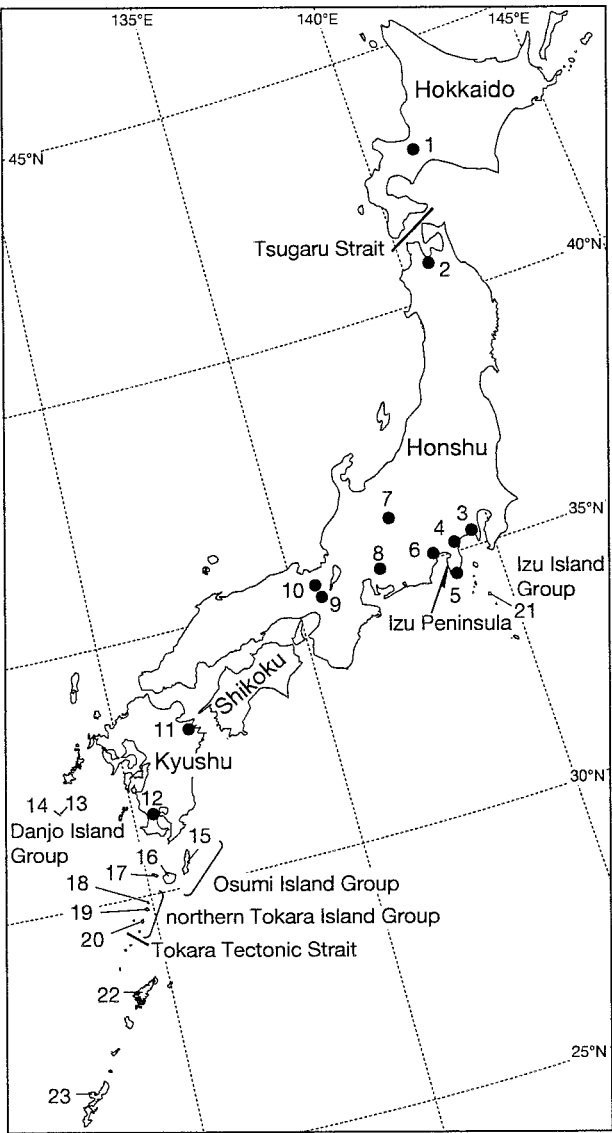 135°E
140°E
145°E
Hokkaido
1
45°N
Tsugaru Strait
40°N
2
Honshu
7
3
35°N
4
6
8
Izu Island
Group
10
5
9
21
Izu Peninsula
Shikoku
11
Kyushu
30°N
14
13
12
Danjo Island
Group
15
16
17
Osumi Island Group
18
19
northern Tokara Island Group
20
Tokara Tectonic Strait
22
25°N
23